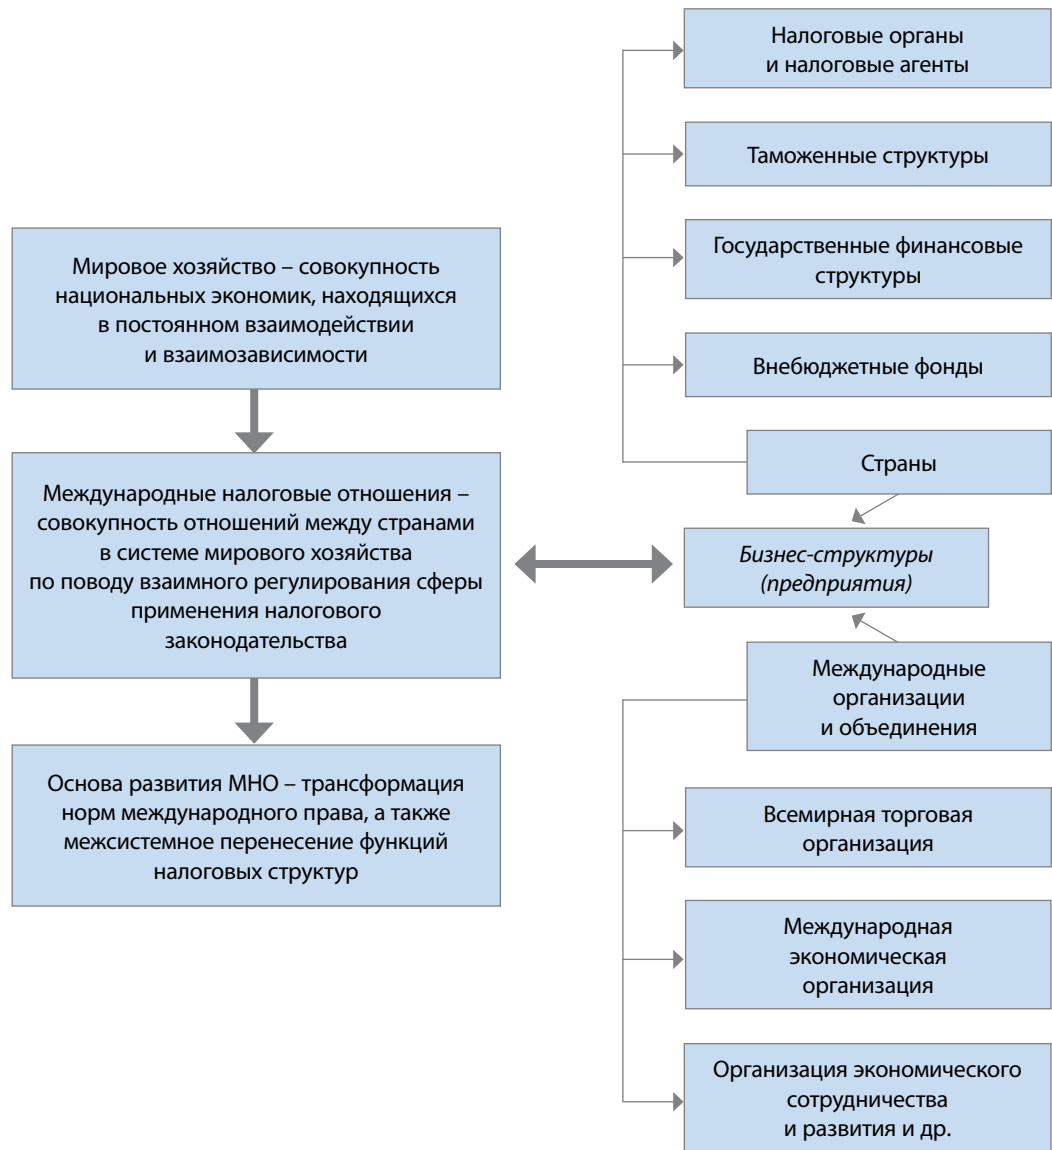 Мировое хозяйство – совокупность
национальных экономик, находящихся
в постоянном взаимодействии
и взаимозависимости
Международные налоговые отношения –
совокупность отношений между странами
в системе мирового хозяйства
по поводу взаимного регулирования сферы
применения налогового
законодательства
Основа развития МНО – трансформация
норм международного права, а также
межсистемное перенесение функций
налоговых структур
Налоговые органы
и налоговые агенты
Таможенные структуры
Государственные финансовые
структуры
Внебюджетные фонды
Страны
Бизнес-структуры
(предприятия)
Международные
организации
и объединения
Всемирная торговая
организация
Международная
экономическая
организация
Организация экономического
сотрудничества
и развития и др.